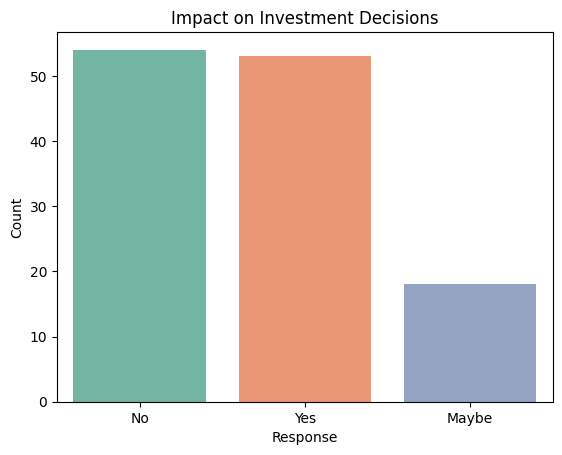 Impact on Investment Decisions
50
40
30
20
10
0
Count
No Yes Maybe
Response